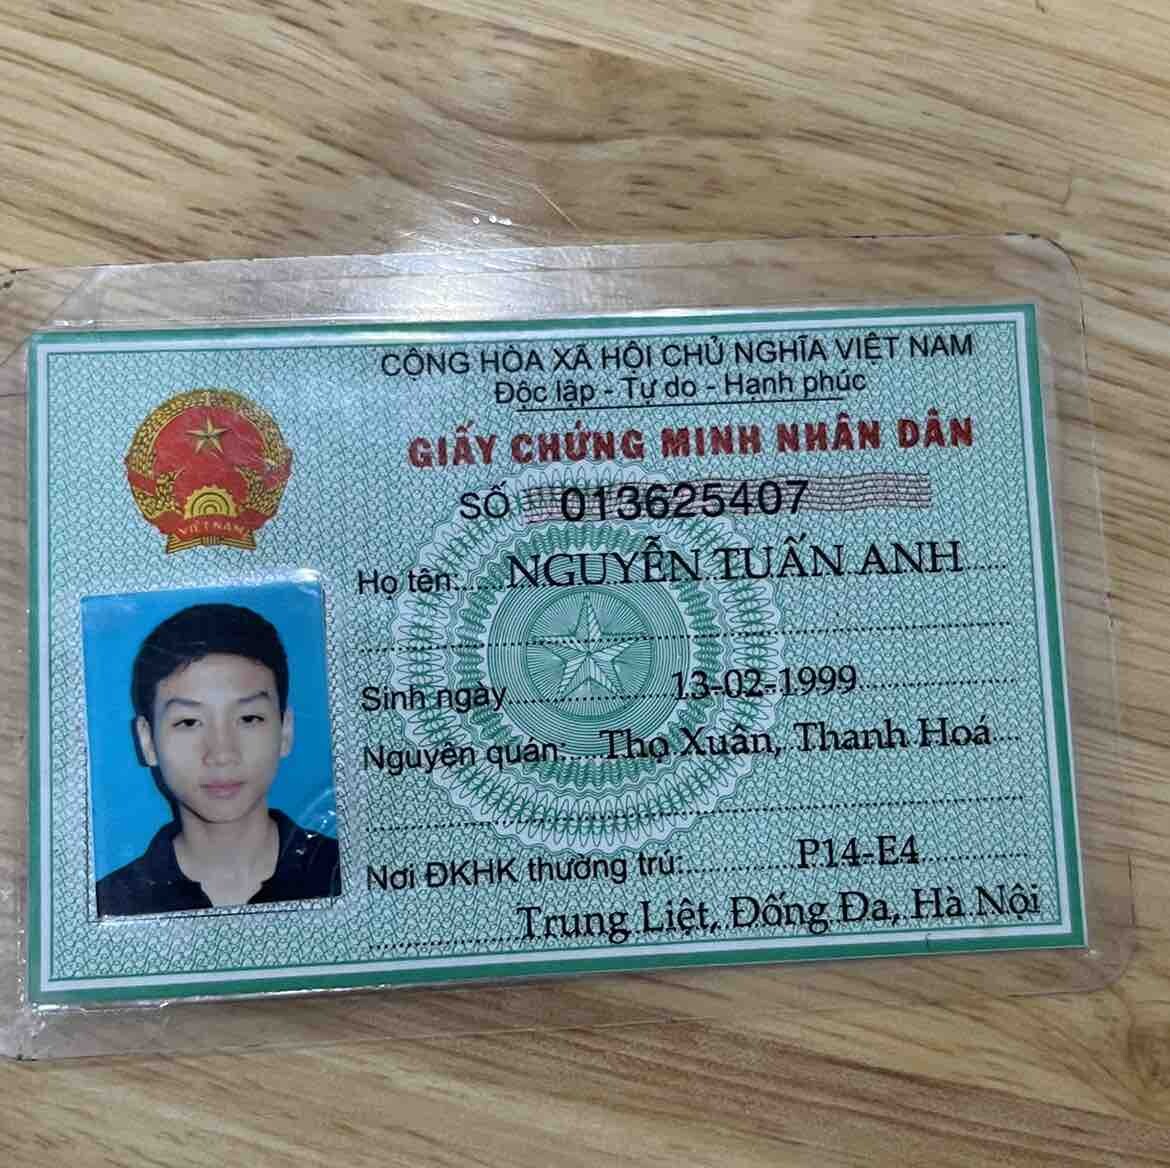 CỘNG HÒA XÃ HỘI CHỦ NGHĨA VIỆT NAM
Độc lập - Tự do - Hạnh phúc
GIẤY CHỨNG MINH NHÂN DÂN
SỐ 013625407
VIỆT NAM
Họ tên: NGUYỄN TUẤN ANH
Sinh ngày 13-02-1999
Nguyên quán: Thọ Xuân, Thanh Hoá
Nơi ĐKHK thường trú: P14-E4
Trung Liệt, Đống Đa, Hà Nội